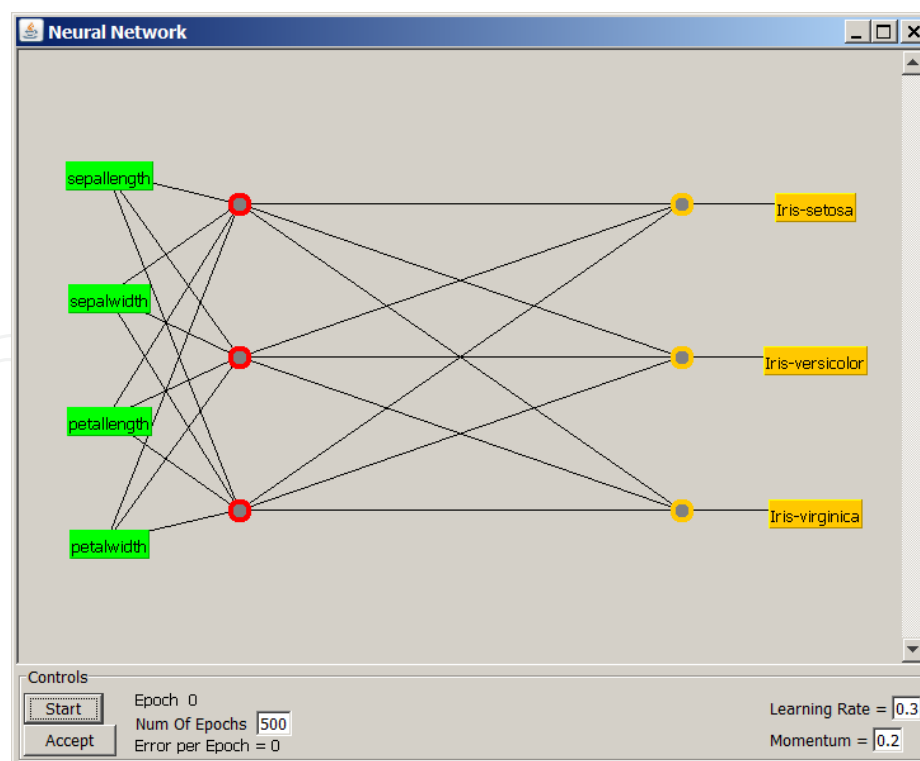 Neural Network
sepallength
Iris-setosa
sepalwidth
Iris-versicolor
petallength
Iris-virginica
petalwidth
Controls
Start
Accept
Epoch 0
Num Of Epochs 500
Error per Epoch = 0
Learning Rate = 0.3
Momentum = 0.2